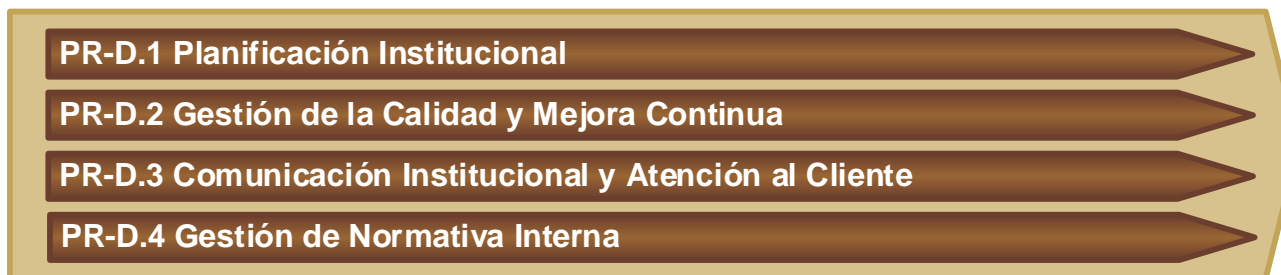 PR-D.1 Planificación Institucional
PR-D.2 Gestión de la Calidad y Mejora Continua
PR-D.3 Comunicación Institucional y Atención al Cliente
PR-D.4 Gestión de Normativa Interna